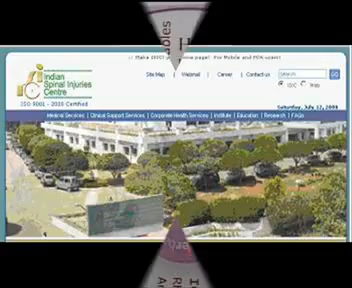 Make ISIC your home page! For Mobile and PDA users!
Site Map | Webmail | Career | Contact us Search GO
ISIC Web
Indian
Spinal Injuries
Centre
ISO 9001 - 2000 Certified
Saturday, July 12, 2008
Medical Services | Clinical Support Services | Corporate Health Services | Institute | Education | Research | FAQs